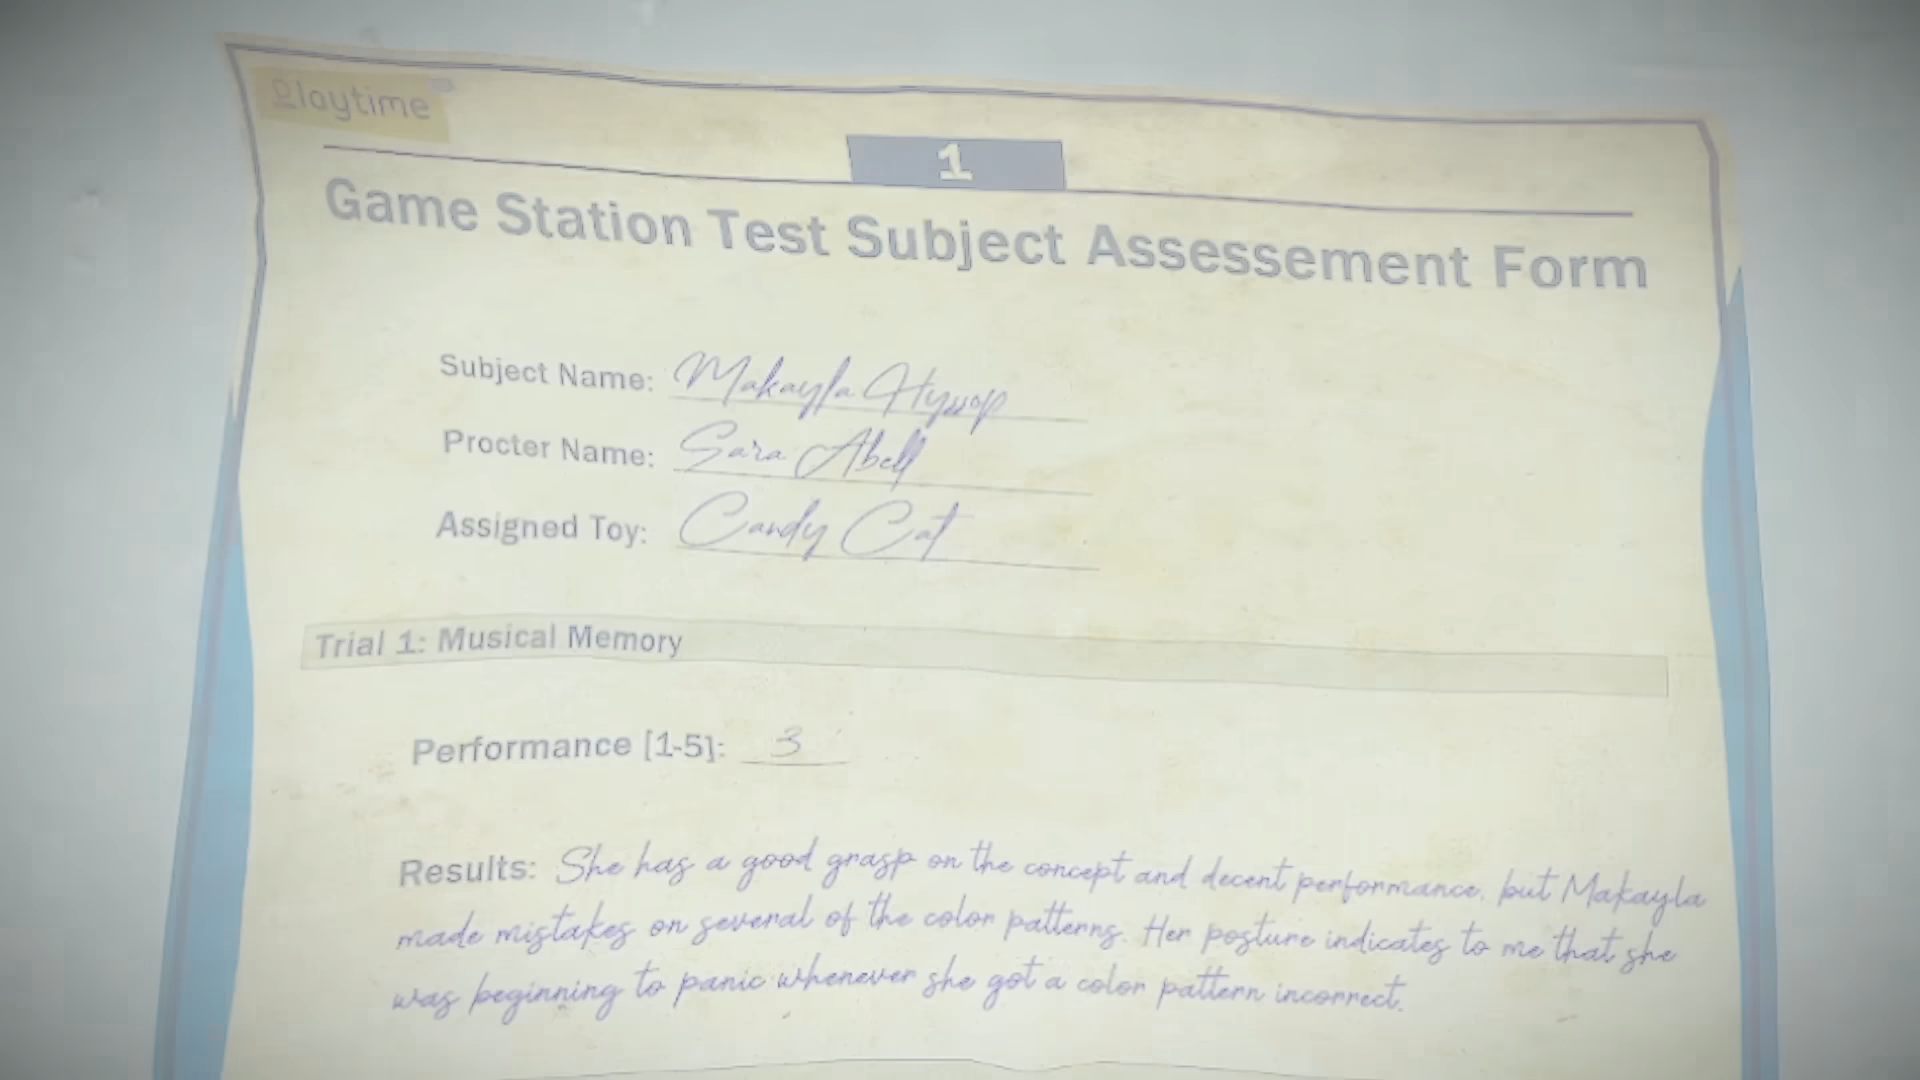 Playtime
1
Game Station Test Subject Assessement Form
Subject Name: Makayla Hyssop
Procter Name: Sara Abell
Assigned Toy: Candy Cat
Trial 1: Musical Memory
Performance [1-5]: 3
Results: She has a good grasp on the concept and decent performance, but Makayla
made mistakes on several of the color patterns. Her posture indicates to me that she
was beginning to panic whenever she got a color pattern incorrect.